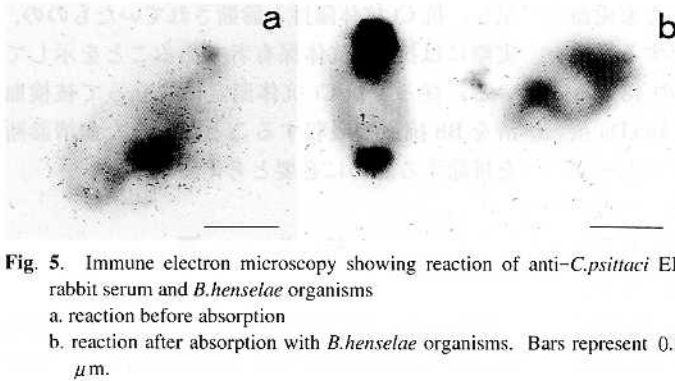 a
b
Fig. 5. Immune electron microscopy showing reaction of anti-C.psittaci
rabbit serum and B.henselae organisms
a. reaction before absorption
b. reaction after absorption with B.henselae organisms. Bars represent
μm.